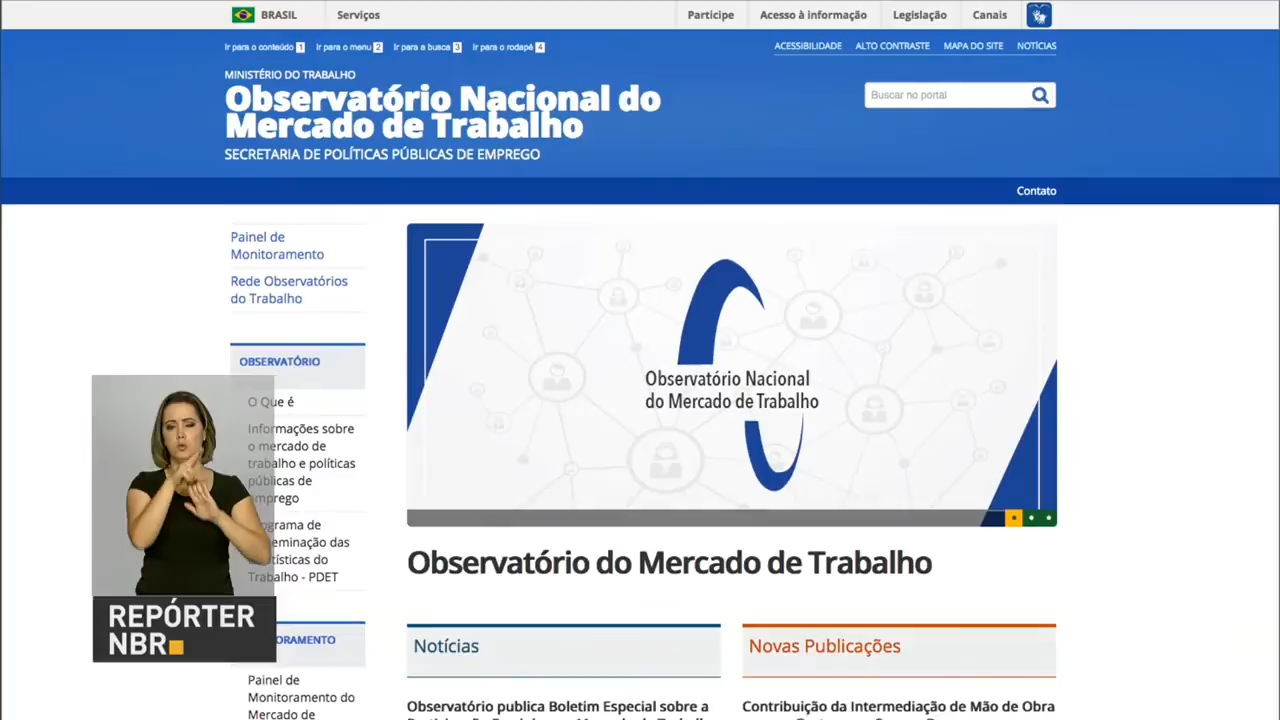 BRASIL
Serviços
Participe
Acesso à informação
Legislação
Canais
Ir para o conteúdo 1
Ir para o menu 2
Ir para a busca 3
Ir para o rodapé 4
ACESSIBILIDADE
ALTO CONTRASTE
MAPA DO SITE
NOTÍCIAS
MINISTÉRIO DO TRABALHO
Observatório Nacional do
Mercado de Trabalho
SECRETARIA DE POLÍTICAS PÚBLICAS DE EMPREGO
Buscar no portal
Contato
Painel de
Monitoramento
Rede Observatórios
do Trabalho
OBSERVATÓRIO
O Que é
Informações sobre
o mercado de
trabalho e políticas
públicas de
emprego
de
das
do
Trabalho - PDET
REPÓRTER
NBR
Painel de
Monitoramento do
Mercado de
Observatório Nacional
do Mercado de Trabalho
Observatório do Mercado de Trabalho
Notícias
Observatório publica Boletim Especial sobre a
Novas Publicações
Contribuição da Intermediação de Mão de Obra